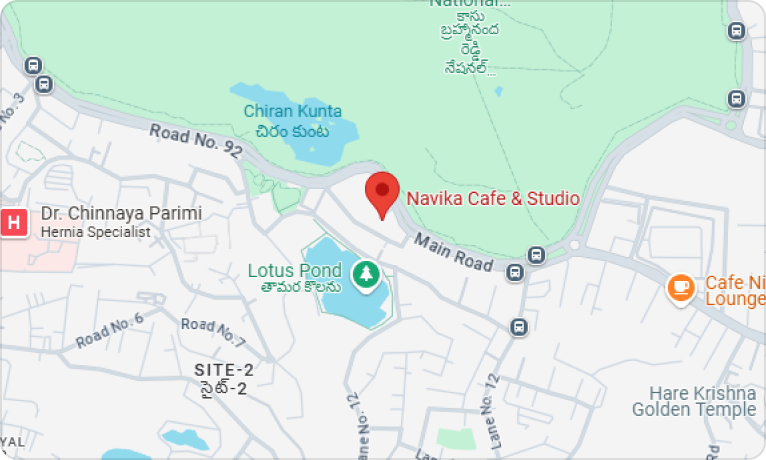 National...
కాసు
బ్రహ్మానంద
రెడ్డి
నేషనల్...
Chiran Kunta
చిరం కుంట
No. 3
Road No. 92
Navika Cafe & Studio
H
Dr. Chinnaya Parimi
Hernia Specialist
Main Road
Lotus Pond
తామర కొలను
Cafe Ni
Lounge
Road No. 6
Road No. 7
SITE-2
సైట్-2
Lane No. 12
Hare Krishna
Golden Temple
YAL
ane No. 12
Rd